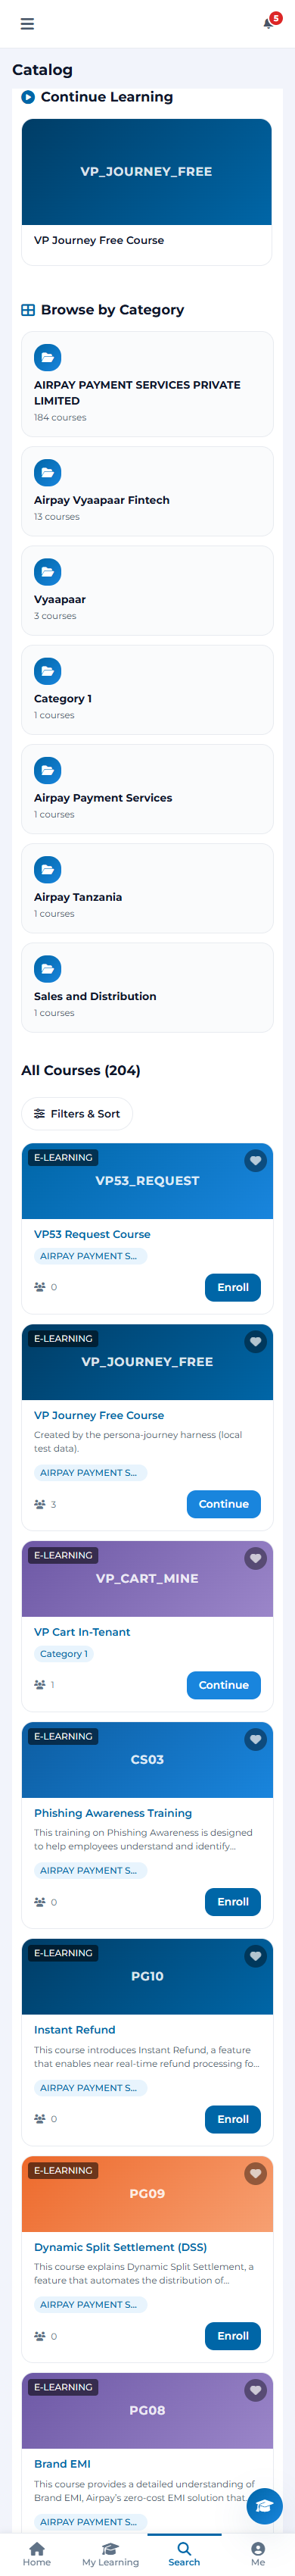 5
Catalog
Continue Learning
VP_JOURNEY_FREE
VP Journey Free Course
Browse by Category
AIRPAY PAYMENT SERVICES PRIVATE
LIMITED
184 courses
Airpay Vyaapaar Fintech
13 courses
Vyaapaar
3 courses
Category 1
1 courses
Airpay Payment Services
1 courses
Airpay Tanzania
1 courses
Sales and Distribution
1 courses
All Courses (204)
Filters & Sort
E-LEARNING
VP53_REQUEST
VP53 Request Course
AIRPAY PAYMENT S...
0
Enroll
E-LEARNING
VP_JOURNEY_FREE
VP Journey Free Course
Created by the persona-journey harness (local
test data).
AIRPAY PAYMENT S...
3
Continue
E-LEARNING
VP_CART_MINE
VP Cart In-Tenant
Category 1
1
Continue
E-LEARNING
CS03
Phishing Awareness Training
This training on Phishing Awareness is designed
to help employees understand and identify...
AIRPAY PAYMENT S...
0
Enroll
E-LEARNING
PG10
Instant Refund
This course introduces Instant Refund, a feature
that enables near real-time refund processing fo...
AIRPAY PAYMENT S...
0
Enroll
E-LEARNING
PG09
Dynamic Split Settlement (DSS)
This course explains Dynamic Split Settlement, a
feature that automates the distribution of...
AIRPAY PAYMENT S...
0
Enroll
E-LEARNING
PG08
Brand EMI
This course provides a detailed understanding of
Brand EMI, Airpay's zero-cost EMI solution that...
AIRPAY PAYMENT S...
Home
My Learning
Search
Me